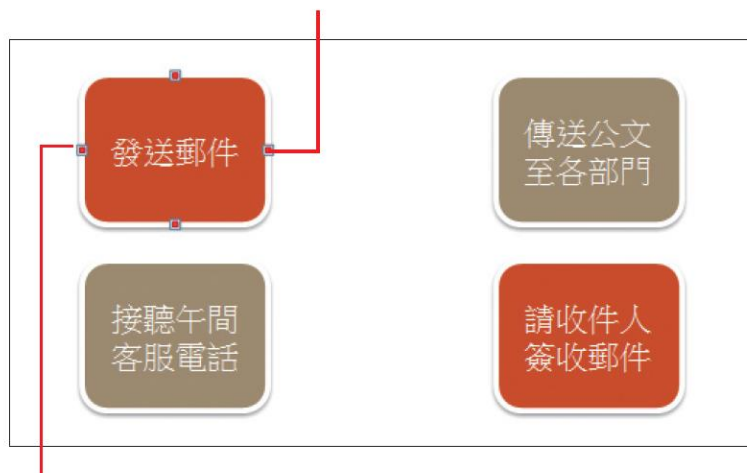 發送郵件
傳送公文
至各部門
接聽午間
客服電話
請收件人
簽收郵件